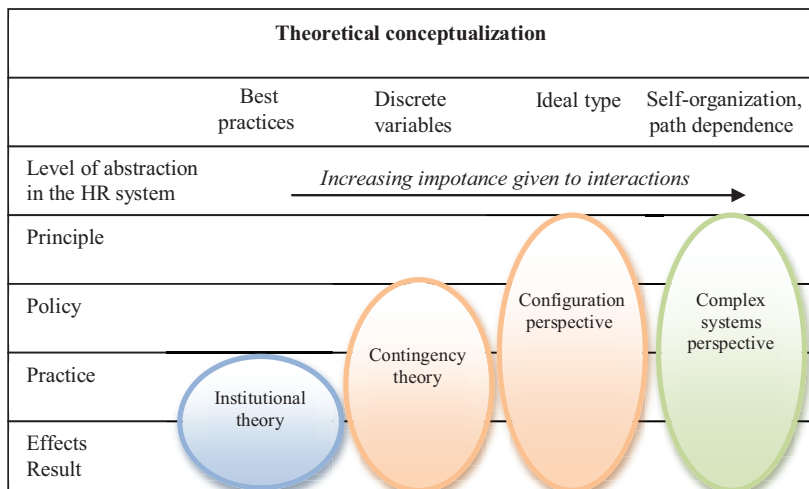 Theoretical conceptualization
Best
practices
Discrete
variables
Ideal type
Self-organization,
path dependence
Level of abstraction
in the HR system
Increasing impotance given to interactions
Principle
Policy
Configuration
perspective
Complex
systems
perspective
Practice
Contingency
theory
Institutional
theory
Effects
Result